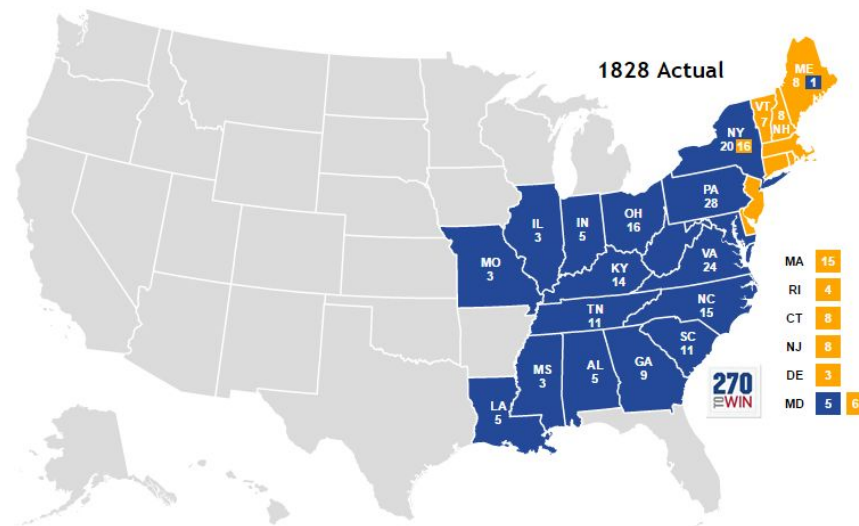 1828 Actual
ME
8 1
VT
7
8
NH
NY
20 16
PA
28
OH
16
IN
5
IL
3
MO
3
KY
14
VA
24
TN
11
NC
15
SC
11
MS
3
AL
5
GA
9
LA
5
270
TO WIN
MA 15
RI 4
CT 8
NJ 8
DE 3
MD 5 6